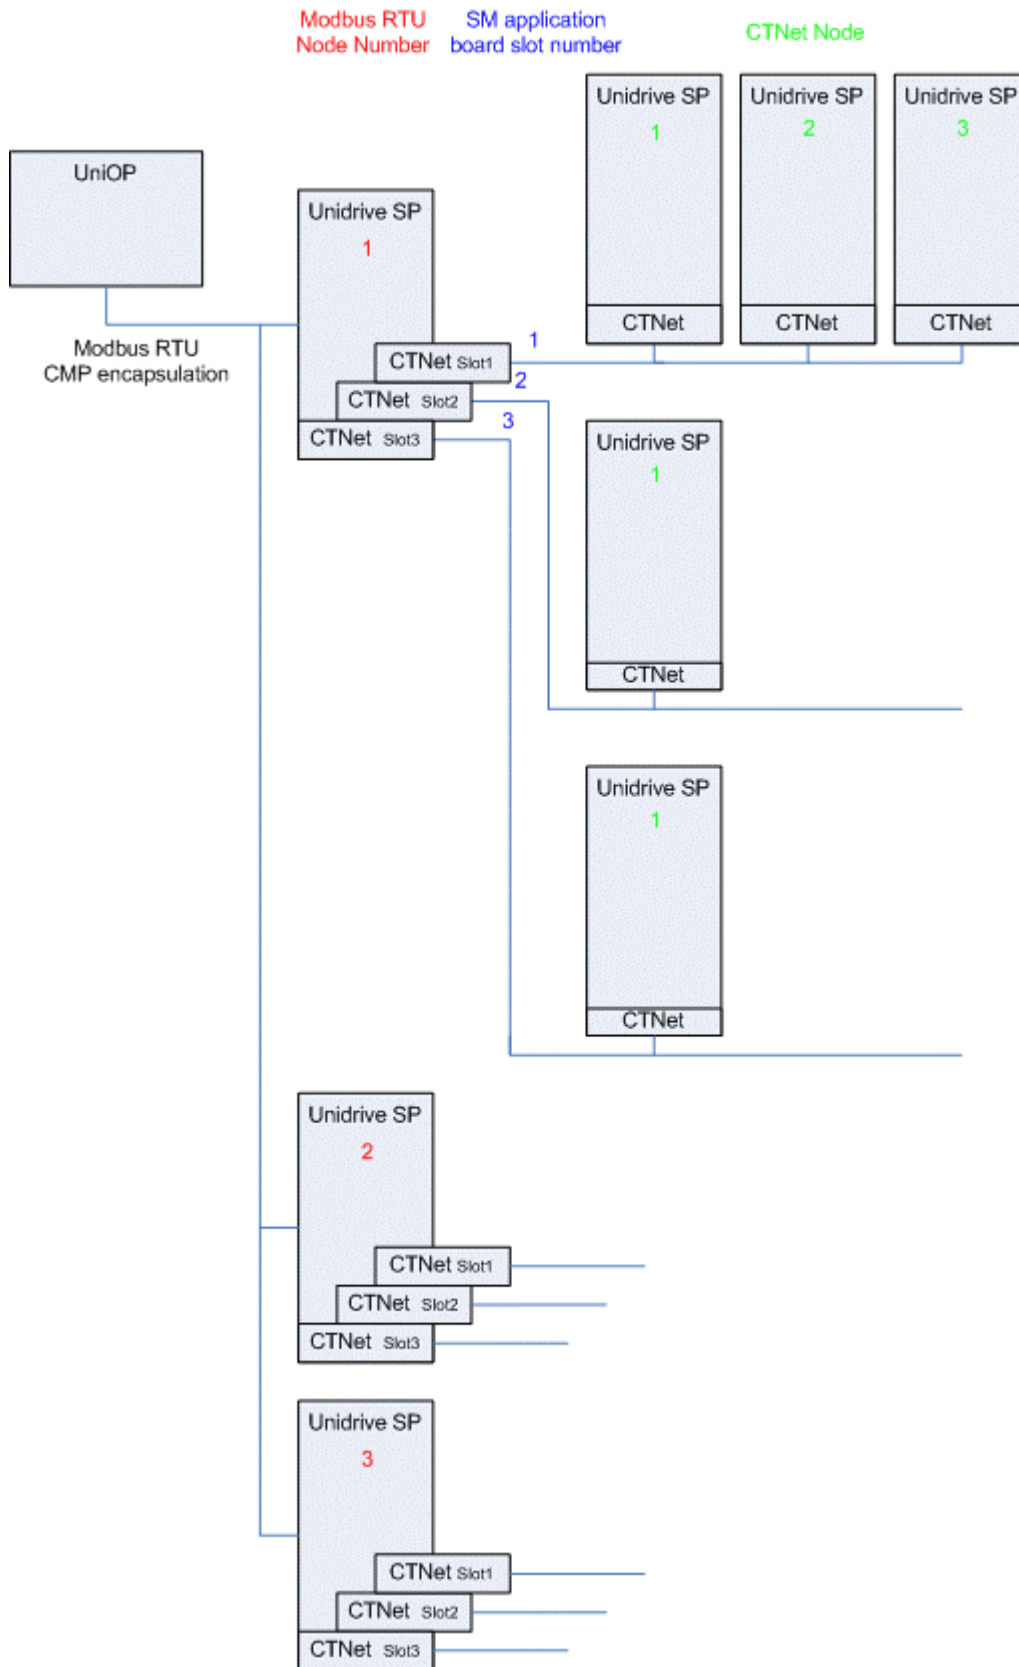 Modbus RTU
Node Number
SM application
board slot number
CTNet Node
Unidrive SP
1
CTNet
Unidrive SP
2
CTNet
Unidrive SP
3
CTNet
UniOP
Modbus RTU
CMP encapsulation
Unidrive SP
1
CTNet Slot1
1
CTNet Slot2
2
CTNet Slot3
3
Unidrive SP
1
CTNet
Unidrive SP
1
CTNet
Unidrive SP
2
CTNet Slot1
CTNet Slot2
CTNet Slot3
Unidrive SP
3
CTNet Slot1
CTNet Slot2
CTNet Slot3